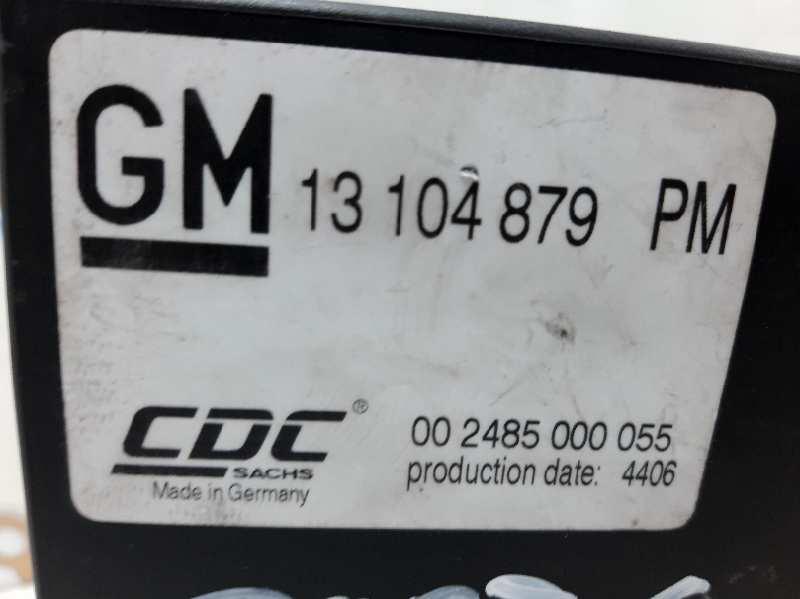 GM 13 104 879 PM
CDC®
SACHS
Made in Germany
00 2485 000 055
production date: 4406